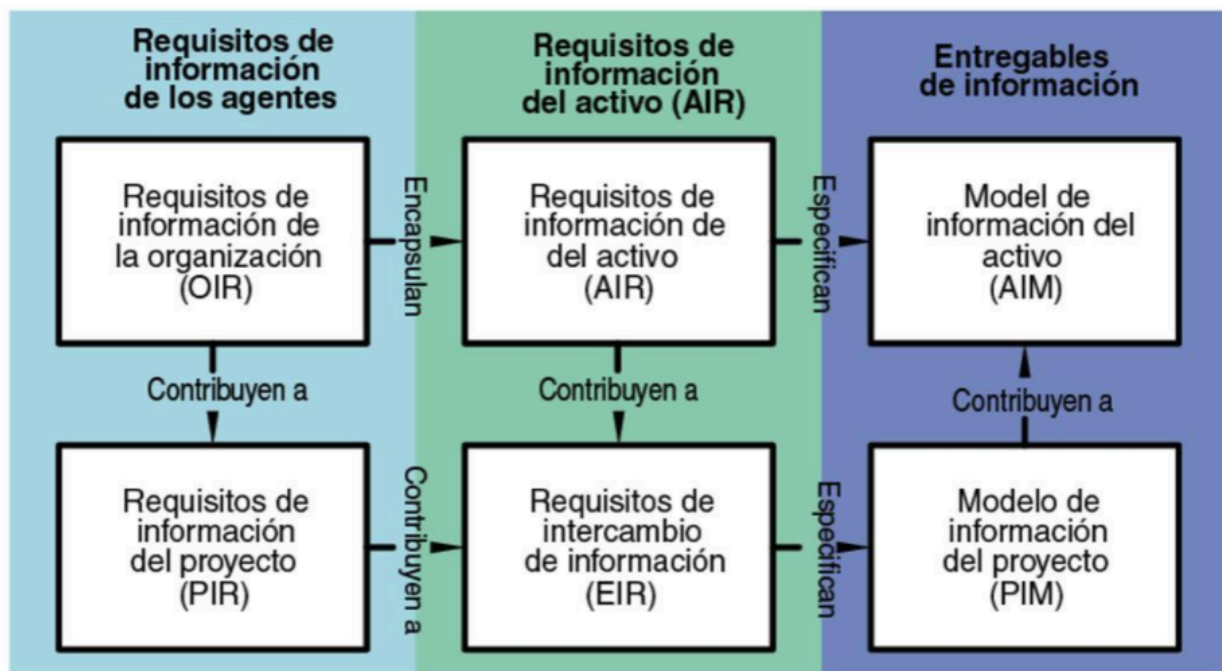 Requisitos de
información
de los agentes
Requisitos de
información
del activo (AIR)
Entregables
de información
Requisitos de
información de
la organización
(OIR)
Encapsulan
Requisitos de
información de
del activo
(AIR)
Especifican
Model de
información del
activo
(AIM)
Contribuyen a
Contribuyen a
Contribuyen a
Requisitos de
información
del proyecto
(PIR)
Contribuyen a
Requisitos de
intercambio
de información
(EIR)
Especifican
Modelo de
información
del proyecto
(PIM)